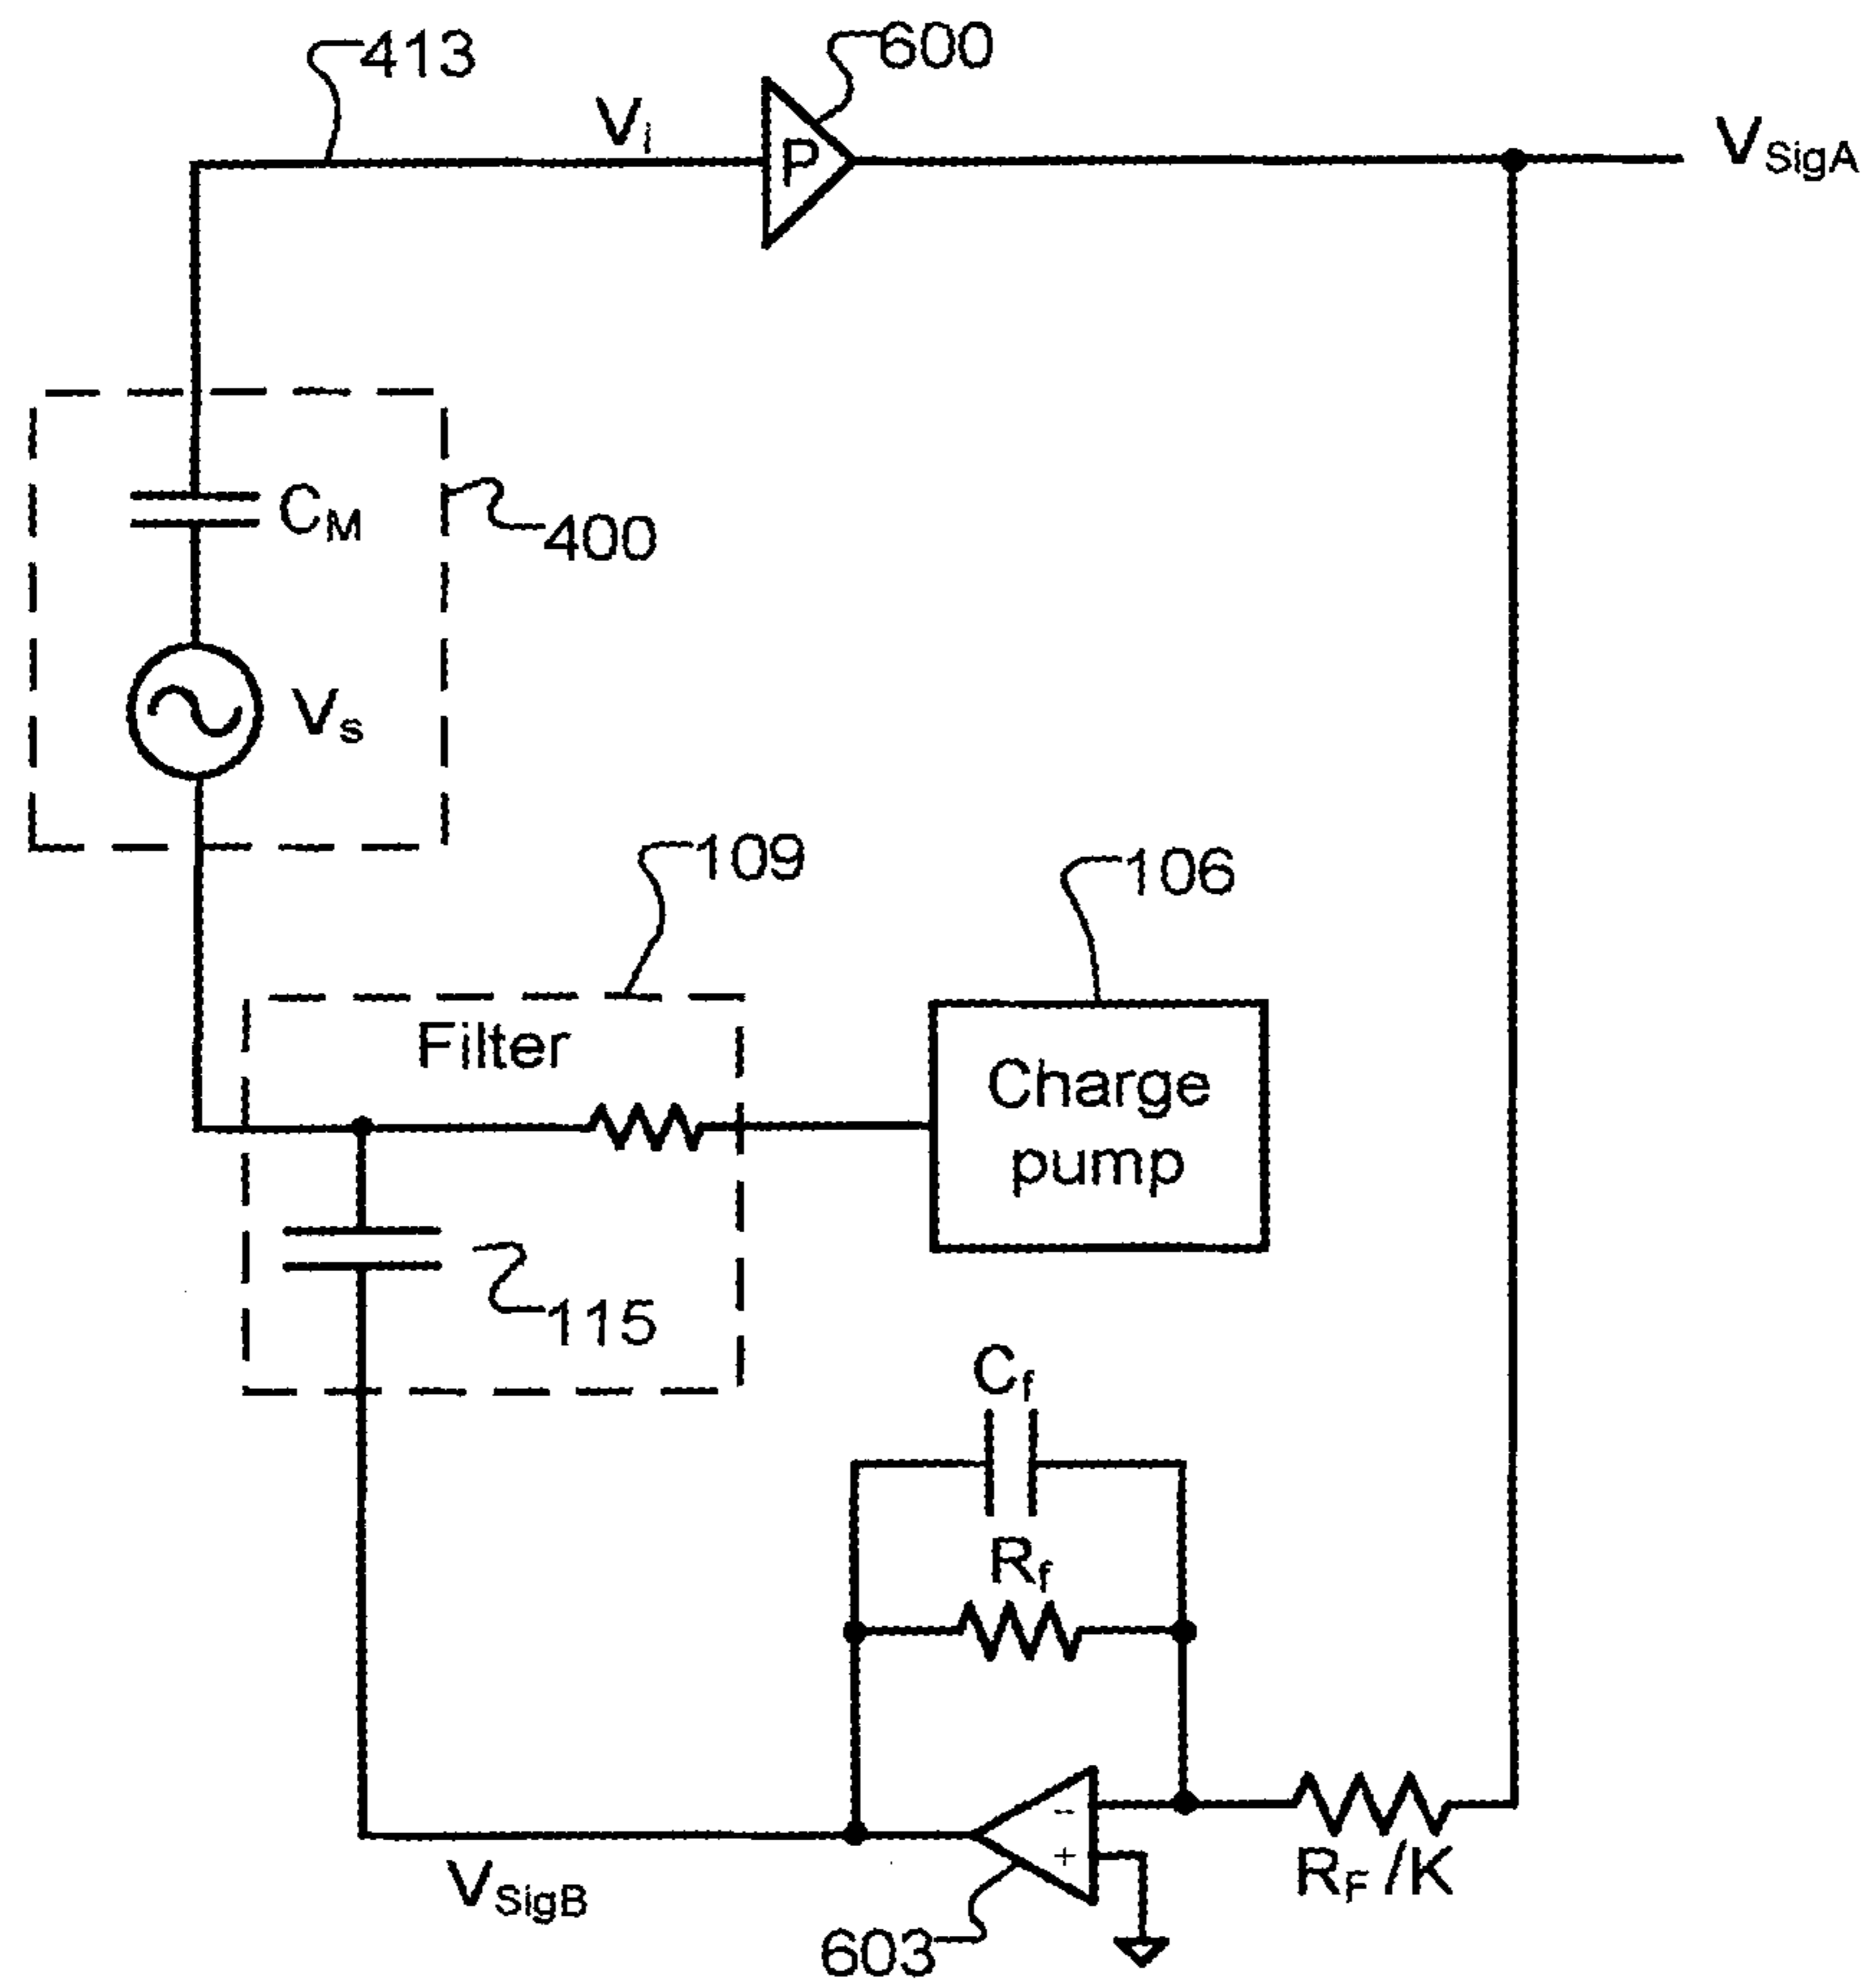 413
600
Vi
P
VSigA
CM
400
Vs
109
106
Filter
Charge
pump
115
Cf
Rf
-
+
RF /K
VSigB
603